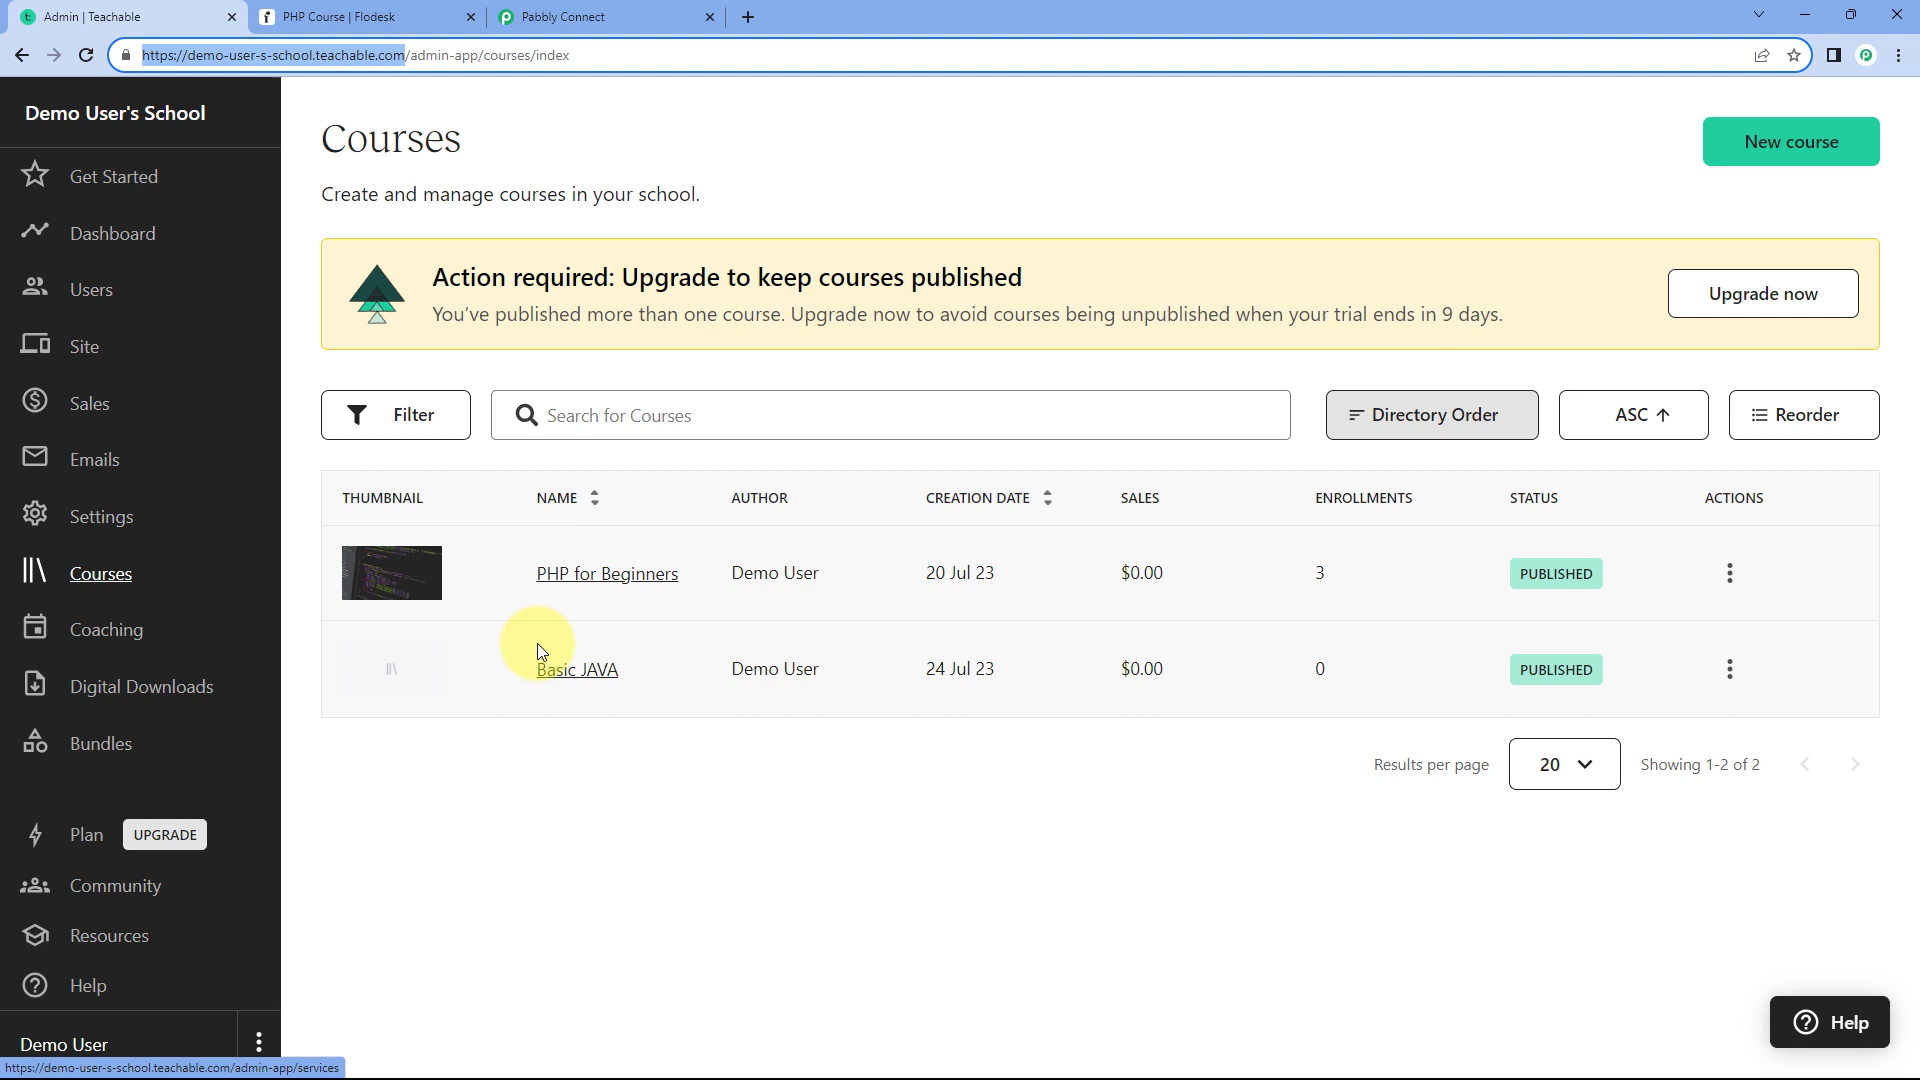 Admin | Teachable
PHP Course | Flodesk
Pabbly Connect
https://demo-user-s-school.teachable.com/admin-app/courses/index
Demo User's School
Get Started
Dashboard
Users
Site
Sales
Emails
Settings
Courses
Coaching
Digital Downloads
Bundles
Plan UPGRADE
Community
Resources
Help
Demo User
https://demo-user-s-school.teachable.com/admin-app/services
Courses
New course
Create and manage courses in your school.
Action required: Upgrade to keep courses published
You've published more than one course. Upgrade now to avoid courses being unpublished when your trial ends in 9 days.
Upgrade now
Filter Search for Courses Directory Order ASC Reorder
THUMBNAIL NAME AUTHOR CREATION DATE SALES ENROLLMENTS STATUS ACTIONS
PHP for Beginners Demo User 20 Jul 23 $0.00 3 PUBLISHED
Basic JAVA Demo User 24 Jul 23 $0.00 0 PUBLISHED
Results per page 20 Showing 1-2 of 2
Help